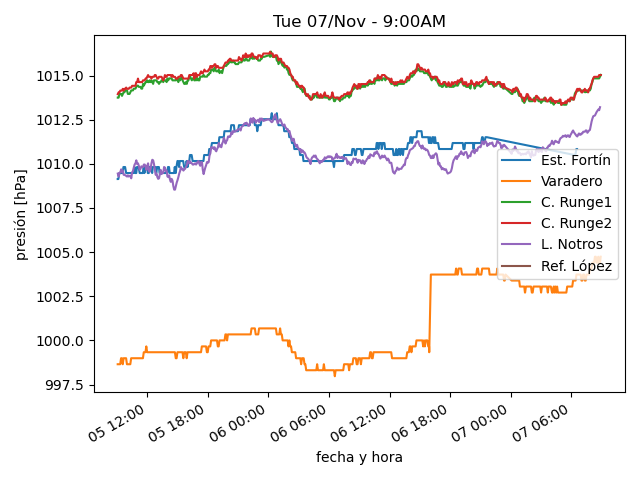 Tue 07/Nov - 9:00AM
presión [hPa]
1015.0
1012.5
1010.0
1007.5
1005.0
1002.5
1000.0
997.5
Est. Fortín
Varadero
C. Runge1
C. Runge2
L. Notros
Ref. López
05 12:00
05 18:00
06 00:00
06 06:00
06 12:00
06 18:00
07 00:00
07 06:00
fecha y hora